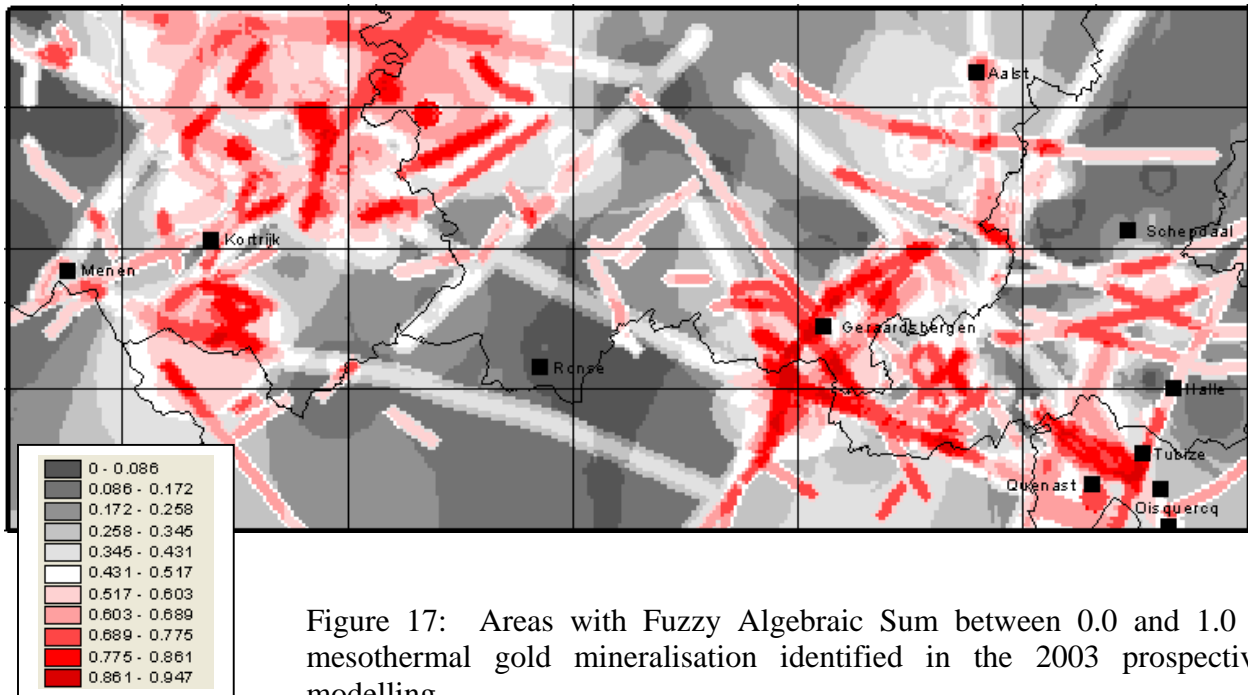 Aalst
Schepdaal
Kortrijk
Menen
Geraardsbergen
Ronse
Halle
Tubize
Quenast
Oisquercq
0 - 0.086
0.086 - 0.172
0.172 - 0.258
0.258 - 0.345
0.345 - 0.431
0.431 - 0.517
0.517 - 0.603
0.603 - 0.689
0.689 - 0.775
0.775 - 0.861
0.861 - 0.947
Figure 17: Areas with Fuzzy Algebraic Sum between 0.0 and 1.0
mesothermal gold mineralisation identified in the 2003 prospectiv
modelling